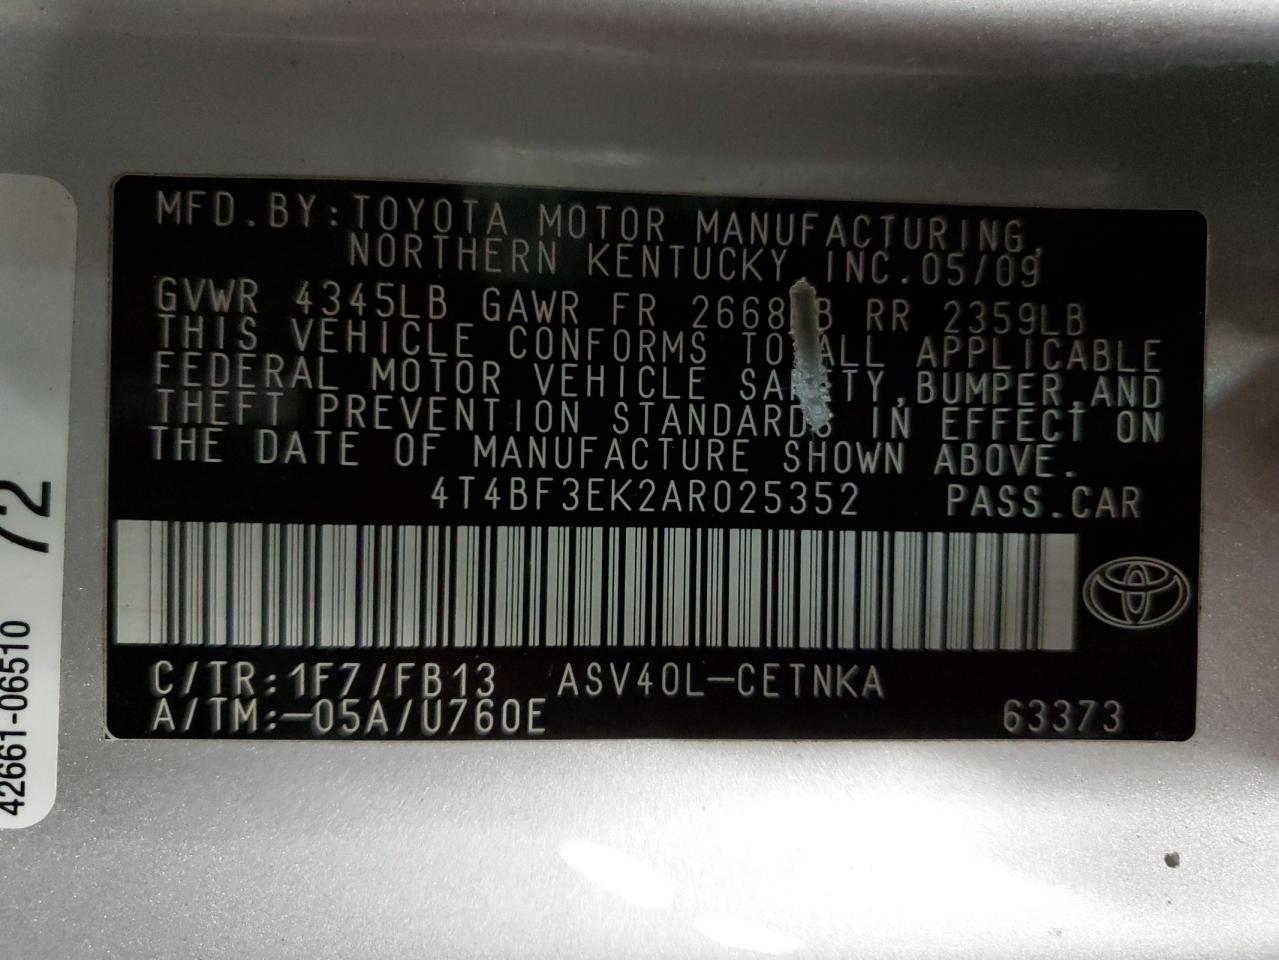 MFD.BY:TOYOTA MOTOR MANUFACTURING,
NORTHERN KENTUCKY, INC.05/09
GVWR 4345LB GAWR FR RR 2359LB
THIS VEHICLE CONFORMS TO ALL APPLICABLE
FEDERAL MOTOR VEHICLE SAFETY,BUMPER,AND
THEFT PREVENTION STANDARDS IN EFFECT ON
THE DATE OF MANUFACTURE SHOWN ABOVE.
4T4BF3EK2AR025352 PASS.CAR
C/TR:1F7/FB13 ASV40L-CETNKA
A/TM:-05A/U760E 63373
72
42661-06510